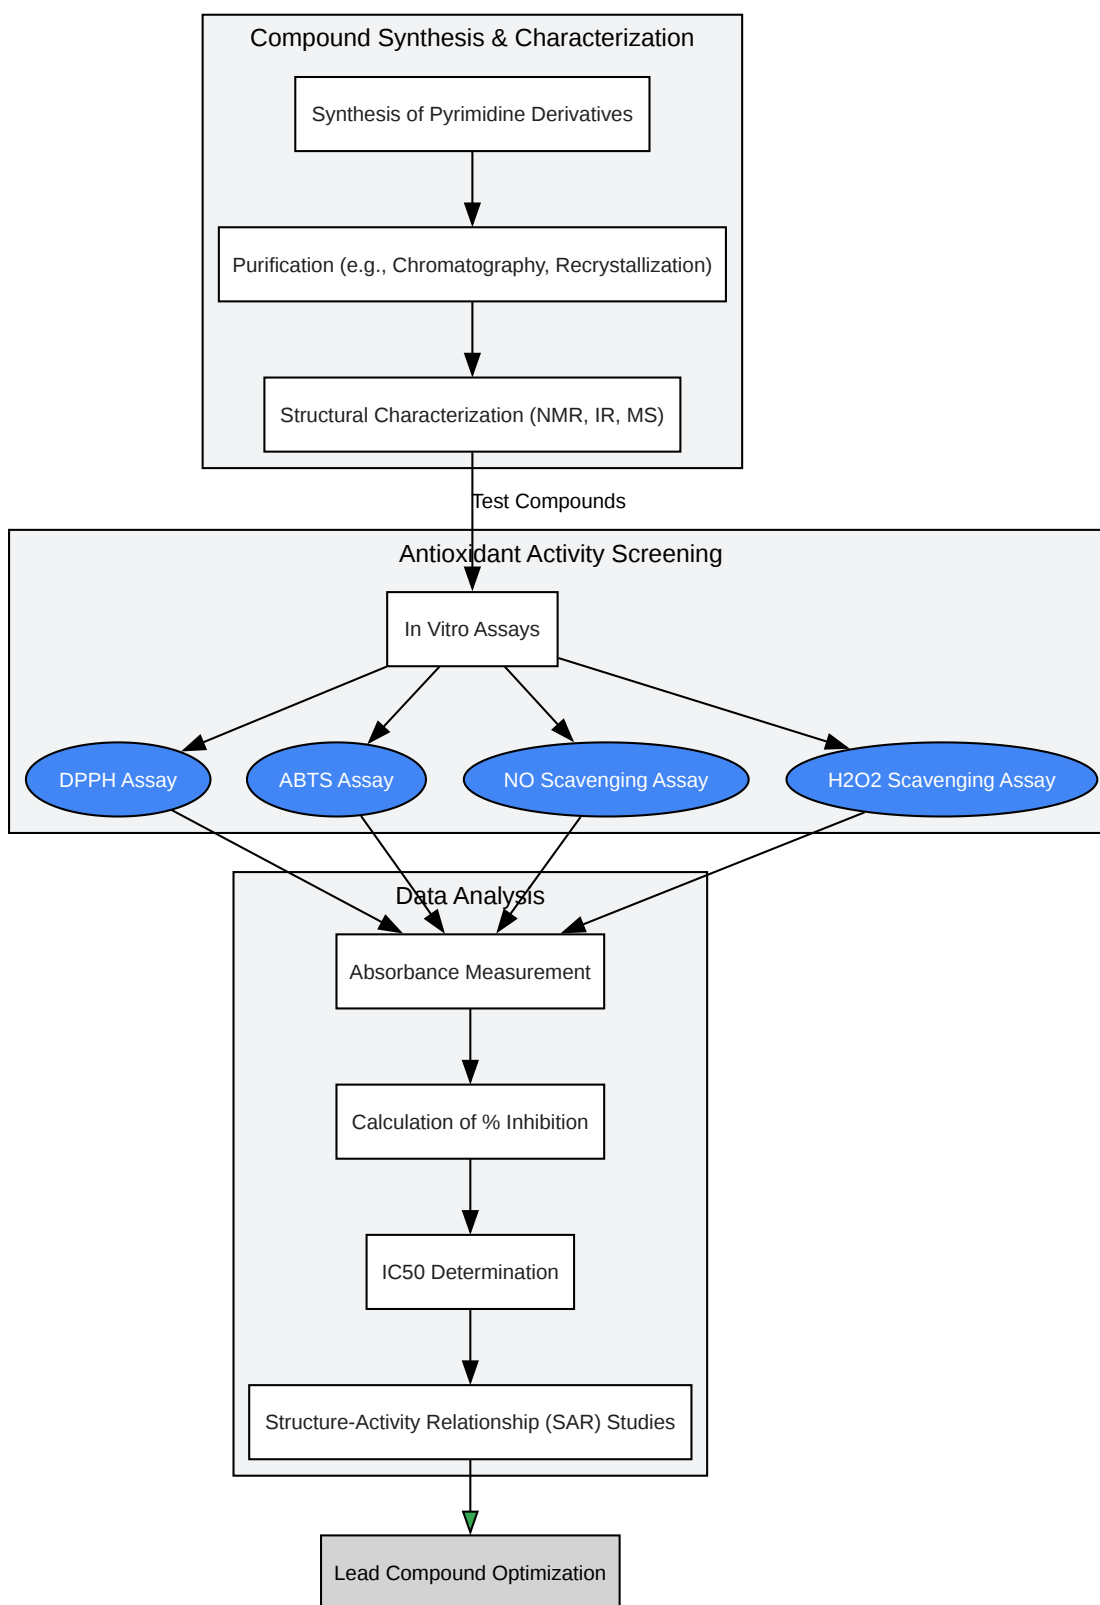 Compound Synthesis & Characterization
Synthesis of Pyrimidine Derivatives
Purification (e.g., Chromatography, Recrystallization)
Structural Characterization (NMR, IR, MS)
Test Compounds
Antioxidant Activity Screening
In Vitro Assays
DPPH Assay
ABTS Assay
NO Scavenging Assay
H2O2 Scavenging Assay
Data Analysis
Absorbance Measurement
Calculation of % Inhibition
IC50 Determination
Structure-Activity Relationship (SAR) Studies
Lead Compound Optimization